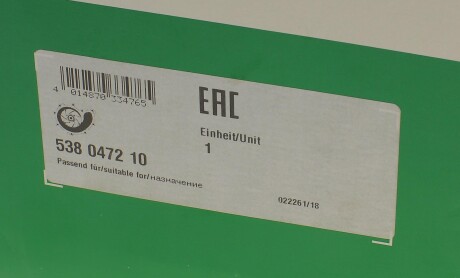 4 014870 334765
EAC
Einheit/Unit
1
538 0472 10
Passend für/suitable for/назначение
022261/18